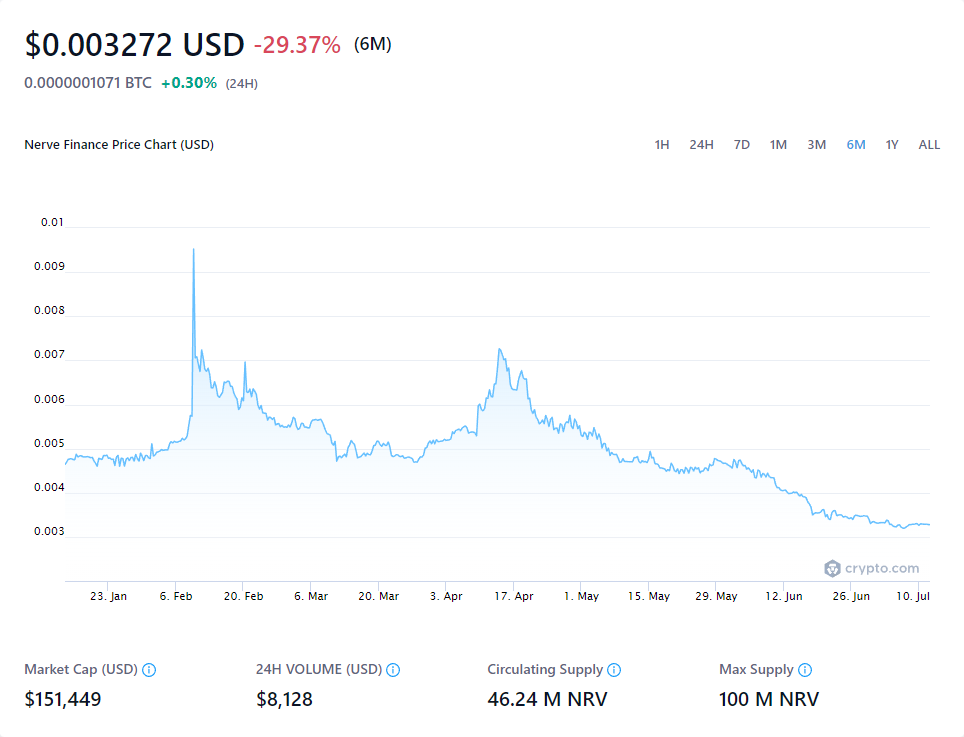 $0.003272 USD -29.37% (6M)
0.0000001071 BTC +0.30% (24H)
Nerve Finance Price Chart (USD) 1H 24H 7D 1M 3M 6M 1Y ALL
0.01
0.009
0.008
0.007
0.006
0.005
0.004
0.003
crypto.com
23. Jan 6. Feb 20. Feb 6. Mar 20. Mar 3. Apr 17. Apr 1. May 15. May 29. May 12. Jun 26. Jun 10. Jul
Market Cap (USD) 24H VOLUME (USD) Circulating Supply Max Supply
$151,449 $8,128 46.24 M NRV 100 M NRV